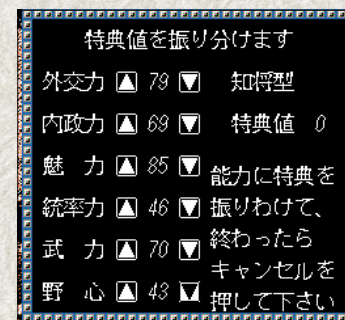 特典値を振り分けます
外交力 ▲ 79 ▼ 知将型
内政力 ▲ 69 ▼ 特典値 0
魅 力 ▲ 85 ▼
統率力 ▲ 46 ▼
武 力 ▲ 70 ▼
野 心 ▲ 43 ▼
能力に特典を
振りわけて、
終わったら
キャンセルを
押して下さい